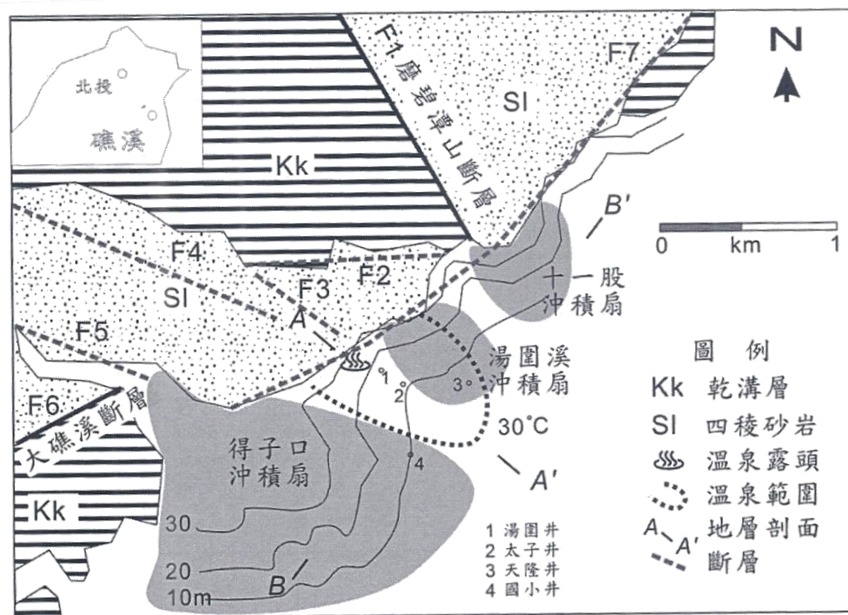 北投
礁溪
F1 磨碧潭山斷層
F7
N
SI
Kk
B'
0 km 1
F4
F2
十一股
沖積扇
SI
F3
A
F5
湯圍溪
沖積扇
圖 例
1
2
3
Kk 乾溝層
F6
30°C
SI 四稜砂岩
大礁溪斷層
得子口
沖積扇
4
溫泉露頭
A'
溫泉範圍
Kk
30
1 湯圍井
A A' 地層剖面
20
2 太子井
B
3 天隆井
斷層
10m
4 國小井